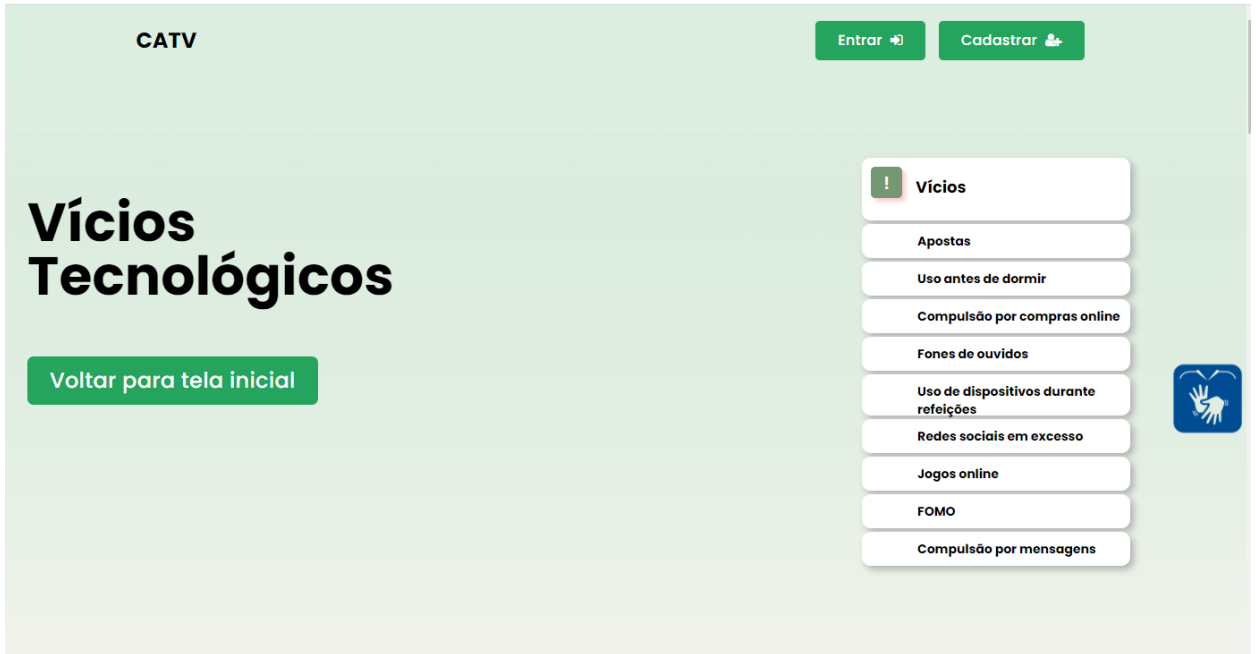 CATV
Entrar
Cadastrar
Vícios
Tecnológicos
Voltar para tela inicial
! Vícios
Apostas
Uso antes de dormir
Compulsão por compras online
Fones de ouvidos
Uso de dispositivos durante
refeições
Redes sociais em excesso
Jogos online
FOMO
Compulsão por mensagens